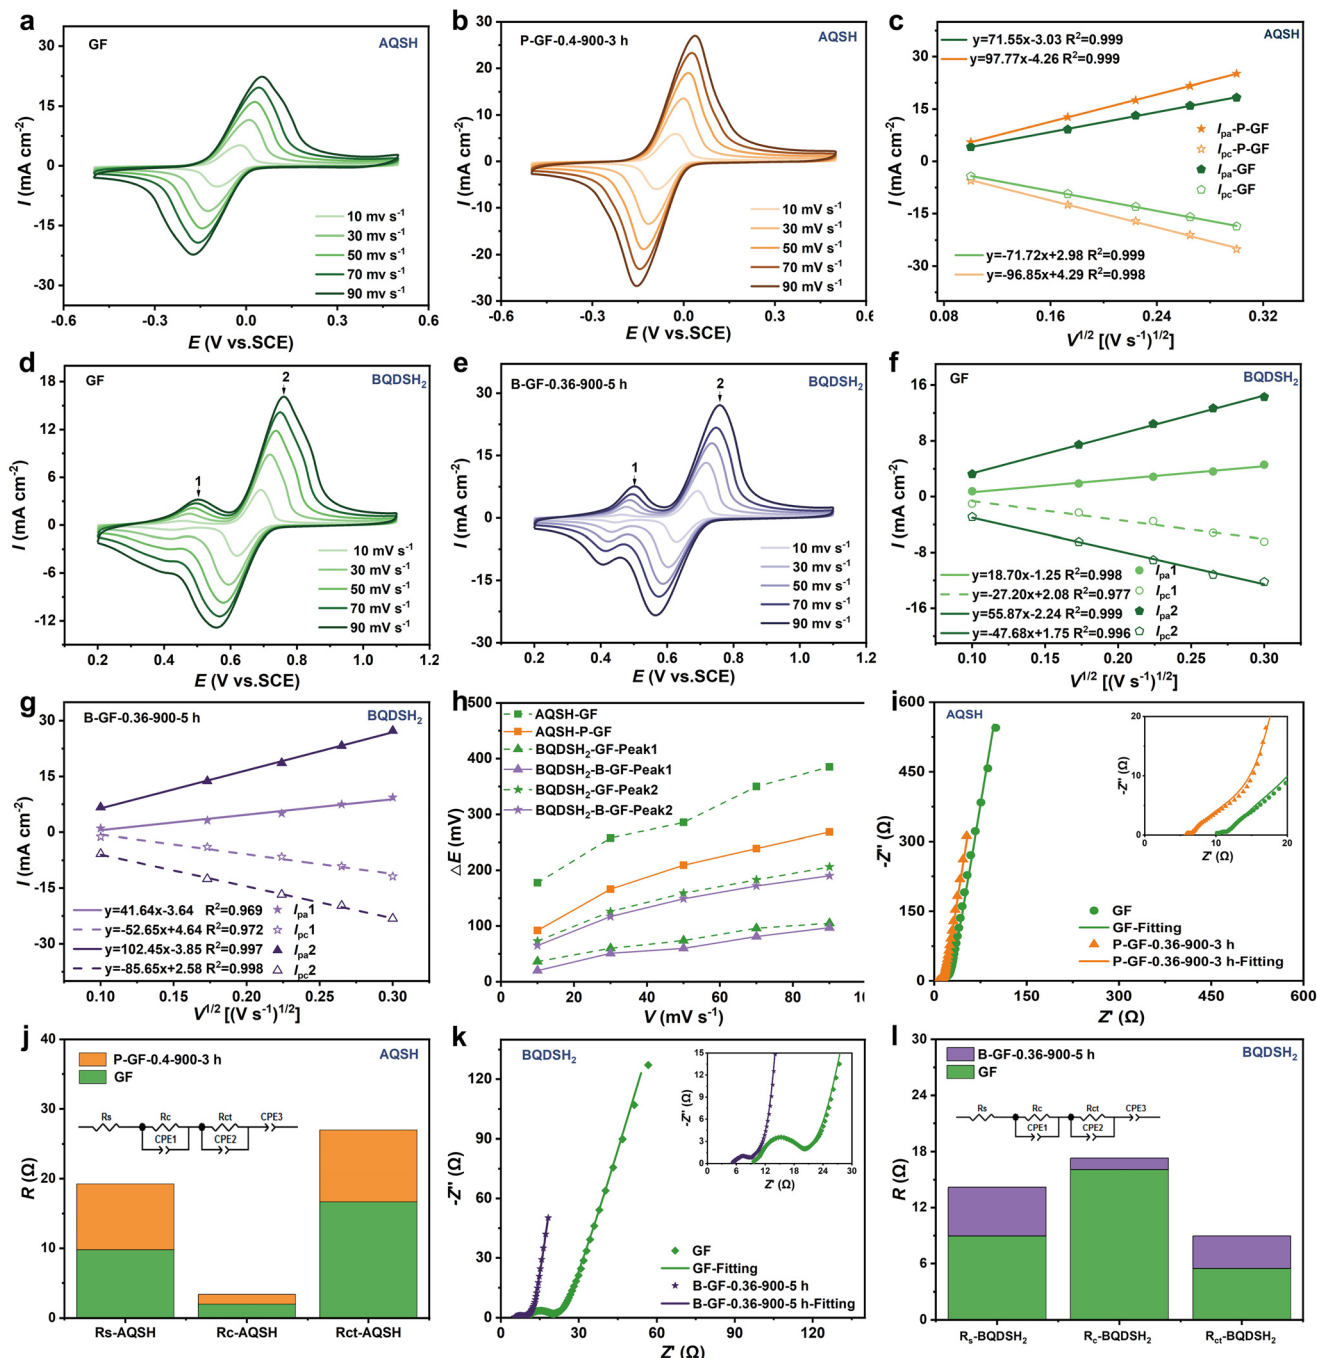 a
GF
AQSH
I (mA cm⁻²)
30
15
0
-15
-30
10 mv s⁻¹
30 mv s⁻¹
50 mv s⁻¹
70 mv s⁻¹
90 mv s⁻¹
-0.6 -0.3 0.0 0.3 0.6
E (V vs.SCE)
b
P-GF-0.4-900-3 h
AQSH
I (mA cm⁻²)
30
20
10
0
-10
-20
-30
10 mV s⁻¹
30 mV s⁻¹
50 mV s⁻¹
70 mV s⁻¹
90 mV s⁻¹
-0.6 -0.3 0.0 0.3 0.6
E (V vs.SCE)
c
y=71.55x-3.03 R²=0.999
y=97.77x-4.26 R²=0.999
AQSH
I (mA cm⁻²)
30
15
0
-15
-30
Ipa-P-GF
Ipc-P-GF
Ipa-GF
Ipc-GF
y=-71.72+2.98 R²=0.999
y=-96.85+4.29 R²=0.998
0.08 0.16 0.24 0.32
V¹/² [(V s⁻¹)¹/²]
d
GF
BQDSH₂
1
2
I (mA cm⁻²)
18
12
6
0
-6
-12
10 mV s⁻¹
30 mV s⁻¹
50 mV s⁻¹
70 mV s⁻¹
90 mV s⁻¹
0.2 0.4 0.6 0.8 1.0 1.2
E (V vs.SCE)
e
B-GF-0.36-900-5 h
BQDSH₂
1
2
I (mA cm⁻²)
30
15
0
-15
-30
10 mV s⁻¹
30 mV s⁻¹
50 mV s⁻¹
70 mV s⁻¹
90 mV s⁻¹
0.2 0.4 0.6 0.8 1.0 1.2
E (V vs.SCE)
f
GF
BQDSH₂
I (mA cm⁻²)
16
8
0
-8
-16
y=18.70x-1.25 R²=0.998
y=-27.20+2.08 R²=0.977
y=55.87x-2.24 R²=0.999
y=-47.68+1.75 R²=0.996
Ipa1
Ipc1
Ipa2
Ipc2
0.10 0.15 0.20 0.25 0.30
V¹/² [(V s⁻¹)¹/²]
g
B-GF-0.36-900-5 h
BQDSH₂
I (mA cm⁻²)
30
15
0
-15
-30
y=41.64x-3.64 R²=0.969
y=-52.65+4.64 R²=0.972
y=102.45x-3.85 R²=0.997
y=-85.65+2.58 R²=0.998
Ipa1
Ipc1
Ipa2
Ipc2
0.10 0.15 0.20 0.25 0.30
V¹/² [(V s⁻¹)¹/²]
h
△E (mV)
500
400
300
200
100
0
AQSH-GF
AQSH-P-GF
BQDSH₂-GF-Peak1
BQDSH₂-B-GF-Peak1
BQDSH₂-GF-Peak2
BQDSH₂-B-GF-Peak2
0 20 40 60 80 10
V (mV s⁻¹)
i
AQSH
-Z'' (Ω)
600
450
300
150
0
-Z'' (Ω)
20
10
0
0 5 10 15 20
Z' (Ω)
GF
GF-Fitting
P-GF-0.36-900-3 h
P-GF-0.36-900-3 h-Fitting
0 150 300 450 600
Z' (Ω)
j
P-GF-0.4-900-3 h
GF
AQSH
R (Ω)
40
30
20
10
0
Rs Rc Rct CPE3
CPE1 CPE2
Rs-AQSH Rc-AQSH Rct-AQSH
k
BQDSH₂
-Z'' (Ω)
120
90
60
30
0
-Z'' (Ω)
15
12
9
6
3
0
0 6 12 18 24 30
Z' (Ω)
GF
GF-Fitting
B-GF-0.36-900-5 h
B-GF-0.36-900-5 h-Fitting
0 30 60 90 120
Z' (Ω)
l
B-GF-0.36-900-5 h
GF
BQDSH₂
R (Ω)
30
24
18
12
6
0
Rs Rc Rct CPE3
CPE1 CPE2
Rs-BQDSH₂ Rc-BQDSH₂ Rct-BQDSH₂